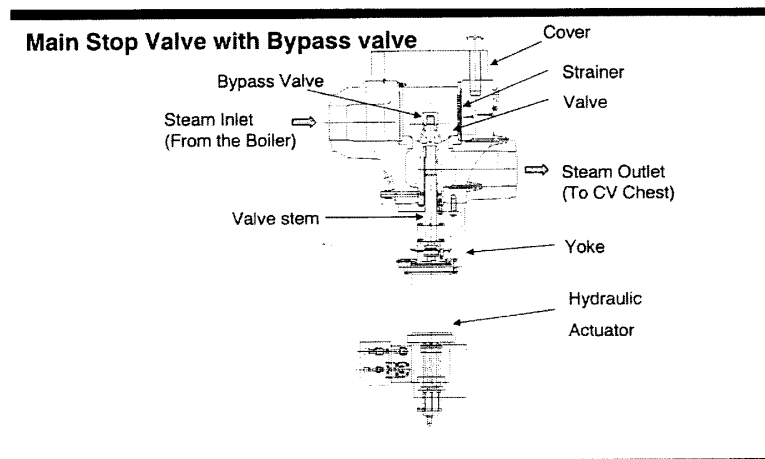 Main Stop Valve with Bypass valve
Cover
Bypass Valve
Strainer
Valve
Steam Inlet
(From the Boiler)
Steam Outlet
(To CV Chest)
Valve stem
Yoke
Hydraulic
Actuator